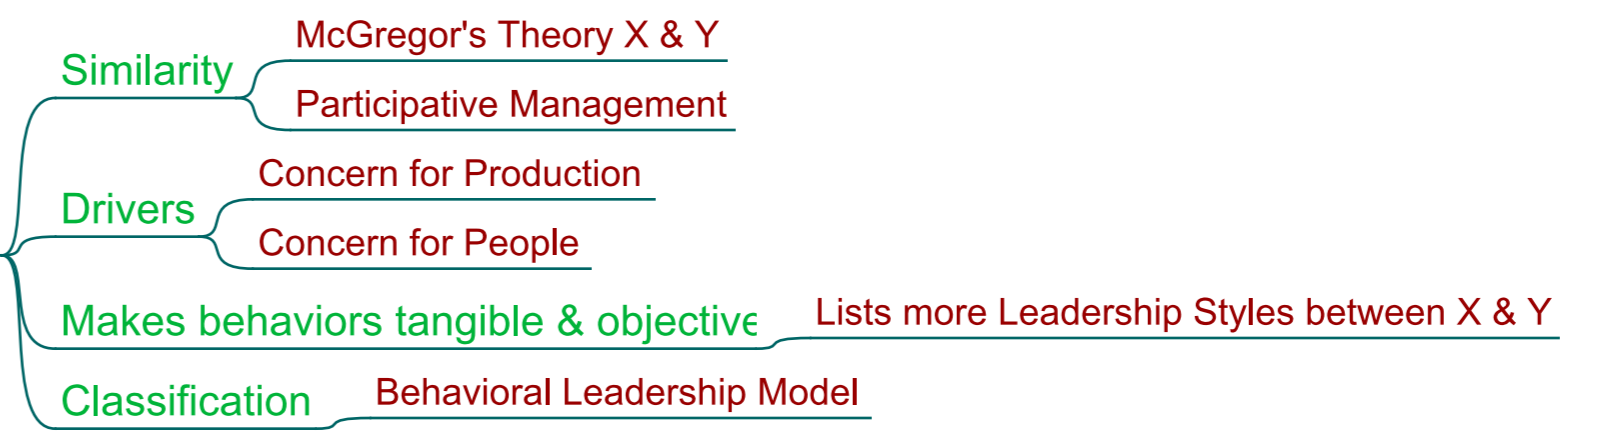 McGregor's Theory X & Y
Similarity
Participative Management
Concern for Production
Drivers
Concern for People
Makes behaviors tangible & objective
Lists more Leadership Styles between X & Y
Classification
Behavioral Leadership Model